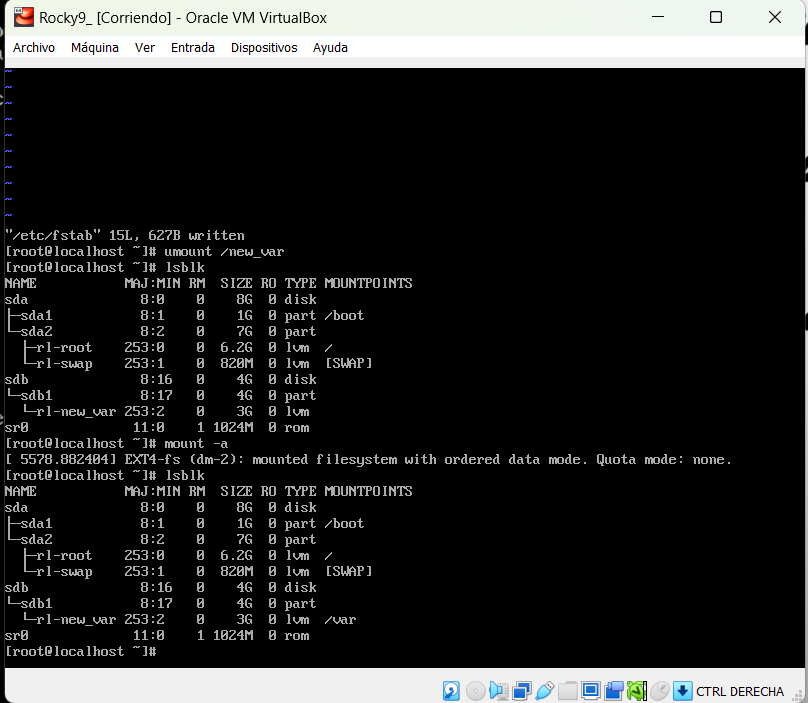 Rocky9_ [Corriendo] - Oracle VM VirtualBox
Archivo Máquina Ver Entrada Dispositivos Ayuda
~
~
~
~
~
~
~
~
~
~
"/etc/fstab" 15L, 627B written
[root@localhost ~]# umount /new_var
[root@localhost ~]# lsblk
NAME           MAJ:MIN RM  SIZE RO TYPE MOUNTPOINTS
sda              8:0    0    8G  0 disk
├─sda1           8:1    0    1G  0 part /boot
└─sda2           8:2    0    7G  0 part
  ├─rl-root    253:0    0  6.2G  0 lvm  /
  └─rl-swap    253:1    0  820M  0 lvm  [SWAP]
sdb              8:16   0    4G  0 disk
└─sdb1           8:17   0    4G  0 part
  └─rl-new_var 253:2    0    3G  0 lvm
sr0             11:0    1 1024M  0 rom
[root@localhost ~]# mount -a
[ 5578.882404] EXT4-fs (dm-2): mounted filesystem with ordered data mode. Quota mode: none.
[root@localhost ~]# lsblk
NAME           MAJ:MIN RM  SIZE RO TYPE MOUNTPOINTS
sda              8:0    0    8G  0 disk
├─sda1           8:1    0    1G  0 part /boot
└─sda2           8:2    0    7G  0 part
  ├─rl-root    253:0    0  6.2G  0 lvm  /
  └─rl-swap    253:1    0  820M  0 lvm  [SWAP]
sdb              8:16   0    4G  0 disk
└─sdb1           8:17   0    4G  0 part
  └─rl-new_var 253:2    0    3G  0 lvm  /var
sr0             11:0    1 1024M  0 rom
[root@localhost ~]#
CTRL DERECHA